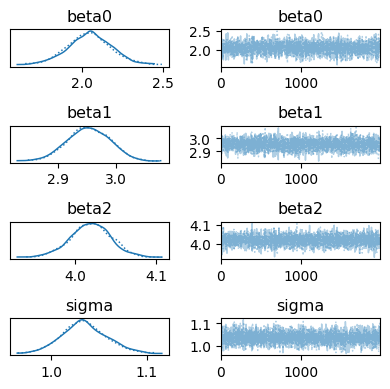 beta0 beta0
2.5
2.0
2.0 2.5 0 1000
beta1 beta1
3.0
2.9
2.9 3.0 0 1000
beta2 beta2
4.1
4.0
4.0 4.1 0 1000
sigma sigma
1.1
1.0
1.0 1.1 0 1000